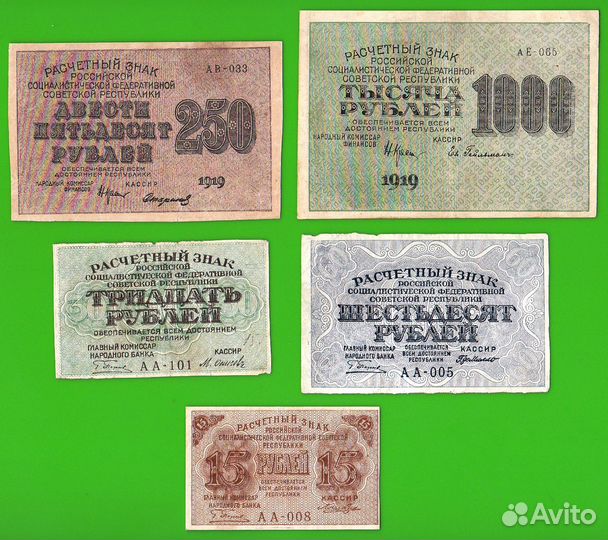 РАСЧЕТНЫЙ ЗНАК
РОССИЙСКОЙ
СОЦИАЛИСТИЧЕСКОЙ ФЕДЕРАТИВНОЙ
СОВЕТСКОЙ РЕСПУБЛИКИ
АВ-033
ДВЕСТИ
ПЯТЬДЕСЯТ
РУБЛЕЙ
250
ОБЕСПЕЧИВАЕТСЯ ВСЕМ
ДОСТОЯНИЕМ РЕСПУБЛИКИ
НАРОДНЫЙ КОМИССАР
ФИНАНСОВ
КАССИР
1919
РАСЧЕТНЫЙ ЗНАК
РОССИЙСКОЙ
СОЦИАЛИСТИЧЕСКОЙ ФЕДЕРАТИВНОЙ
СОВЕТСКОЙ РЕСПУБЛИКИ
АЕ-065
ТЫСЯЧА
РУБЛЕЙ
1000
ОБЕСПЕЧИВАЕТСЯ ВСЕМ
ДОСТОЯНИЕМ РЕСПУБЛИКИ
НАРОДНЫЙ КОМИССАР
ФИНАНСОВ
КАССИР
1919
РАСЧЕТНЫЙ ЗНАК
РОССИЙСКОЙ
СОЦИАЛИСТИЧЕСКОЙ ФЕДЕРАТИВНОЙ
СОВЕТСКОЙ РЕСПУБЛИКИ
ТРИДЦАТЬ
РУБЛЕЙ
ОБЕСПЕЧИВАЕТСЯ ВСЕМ ДОСТОЯНИЕМ
РЕСПУБЛИКИ
ГЛАВНЫЙ КОМИССАР
НАРОДНОГО БАНКА
КАССИР
АА-101
РАСЧЕТНЫЙ ЗНАК
РОССИЙСКОЙ
СОЦИАЛИСТИЧЕСКОЙ ФЕДЕРАТИВНОЙ
СОВЕТСКОЙ РЕСПУБЛИКИ
ШЕСТЬДЕСЯТ
РУБЛЕЙ
ГЛАВНЫЙ КОМИССАР
НАРОДНОГО БАНКА
ОБЕСПЕЧИВАЕТСЯ
ВСЕМ ДОСТОЯНИЕМ
РЕСПУБЛИКИ
КАССИР
АА-005
15
РАСЧЕТНЫЙ ЗНАК
15
РОССИЙСКОЙ
СОЦИАЛИСТИЧЕСКОЙ ФЕДЕРАТИВНОЙ СОВЕТСКОЙ
РЕСПУБЛИКИ
15 РУБЛЕЙ 15
ОБЕСПЕЧИВАЕТСЯ
ВСЕМ ДОСТОЯНИЕМ
РЕСПУБЛИКИ
ГЛАВНЫЙ КОМИССАР
НАРОДНОГО БАНКА
КАССИР
АА-008
Avito